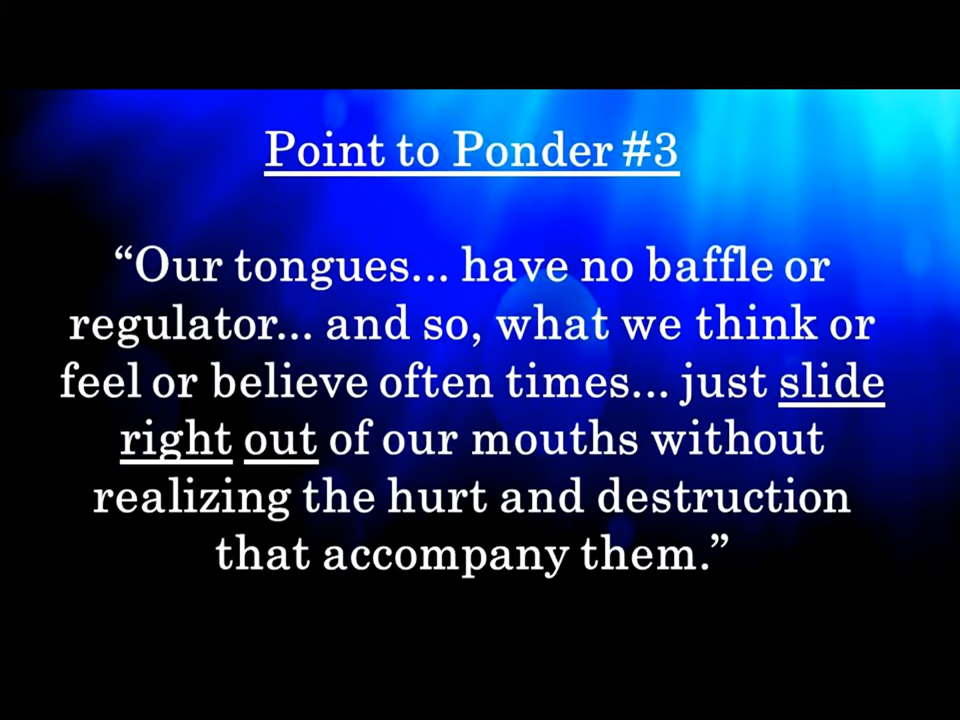 Point to Ponder #3
“Our tongues... have no baffle or
regulator... and so, what we think or
feel or believe often times... just slide
right out of our mouths without
realizing the hurt and destruction
that accompany them.”